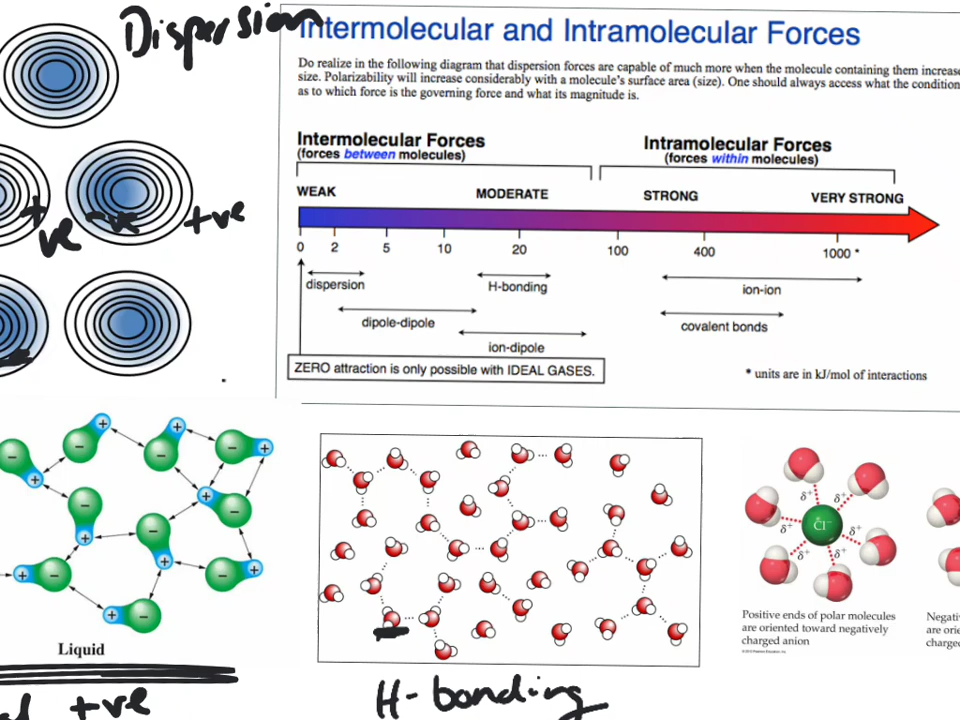 Dispersion
Intermolecular and Intramolecular Forces
Do realize in the following diagram that dispersion forces are capable of much more when the molecule containing them increase
size. Polarizability will increase considerably with a molecule's surface area (size). One should always access what the condition
as to which force is the governing force and what its magnitude is.
Intermolecular Forces
(forces between molecules)
Intramolecular Forces
(forces within molecules)
WEAK MODERATE STRONG VERY STRONG
0 2 5 10 20 100 400 1000 *
dispersion H-bonding ion-ion
dipole-dipole covalent bonds
ion-dipole
ZERO attraction is only possible with IDEAL GASES.
* units are in kJ/mol of interactions
+ve -ve +ve
Liquid
+ve
H-bonding
Cl⁻
δ+ δ+
δ+ δ+
δ+ δ+
Positive ends of polar molecules
are oriented toward negatively
charged anion
Negati
are orie
charge